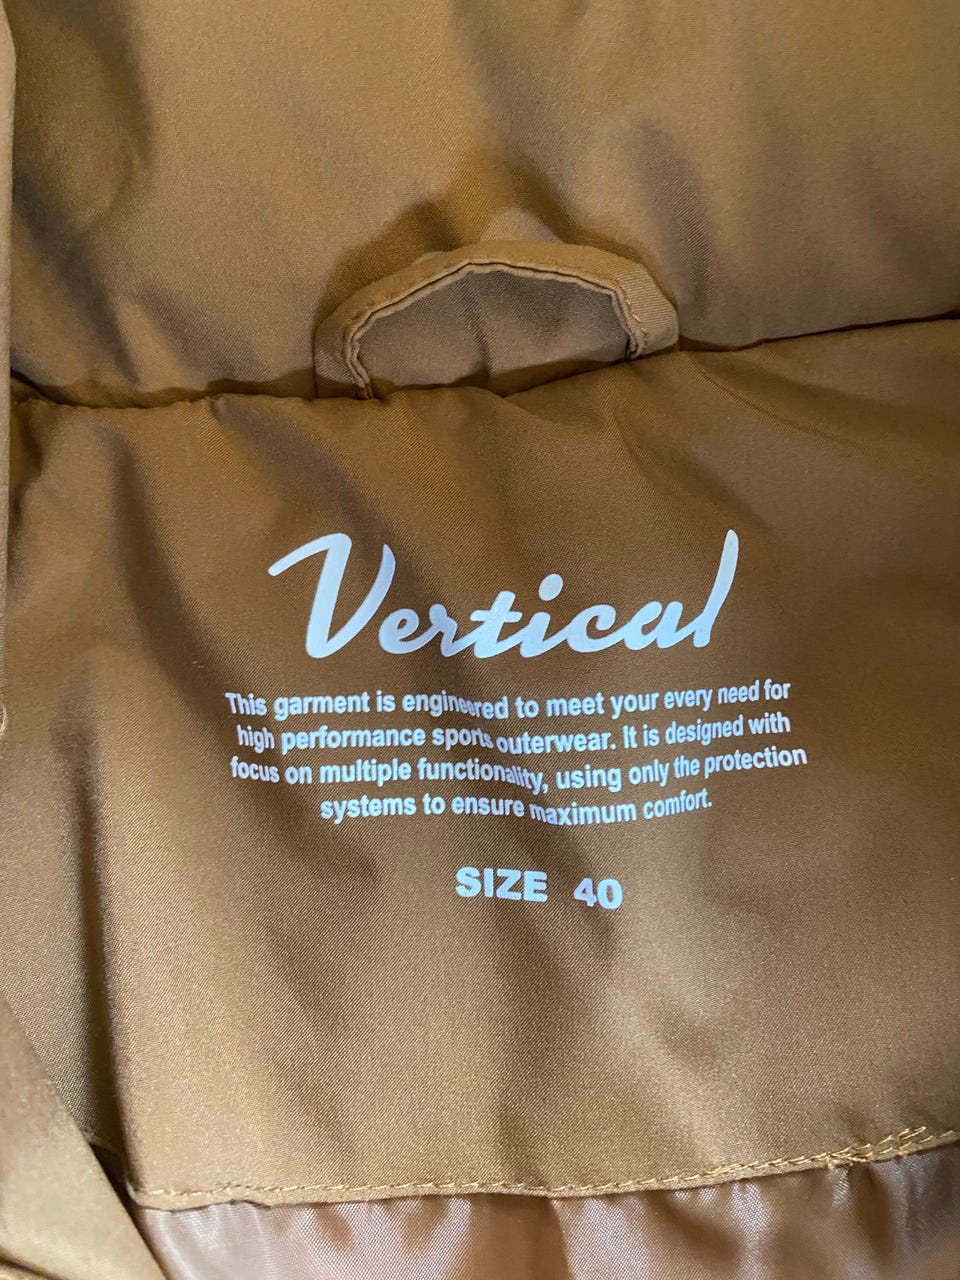 Vertical
This garment is engineered to meet your every need for
high performance sports outerwear. It is designed with
focus on multiple functionality, using only the protection
systems to ensure maximum comfort.
SIZE 40